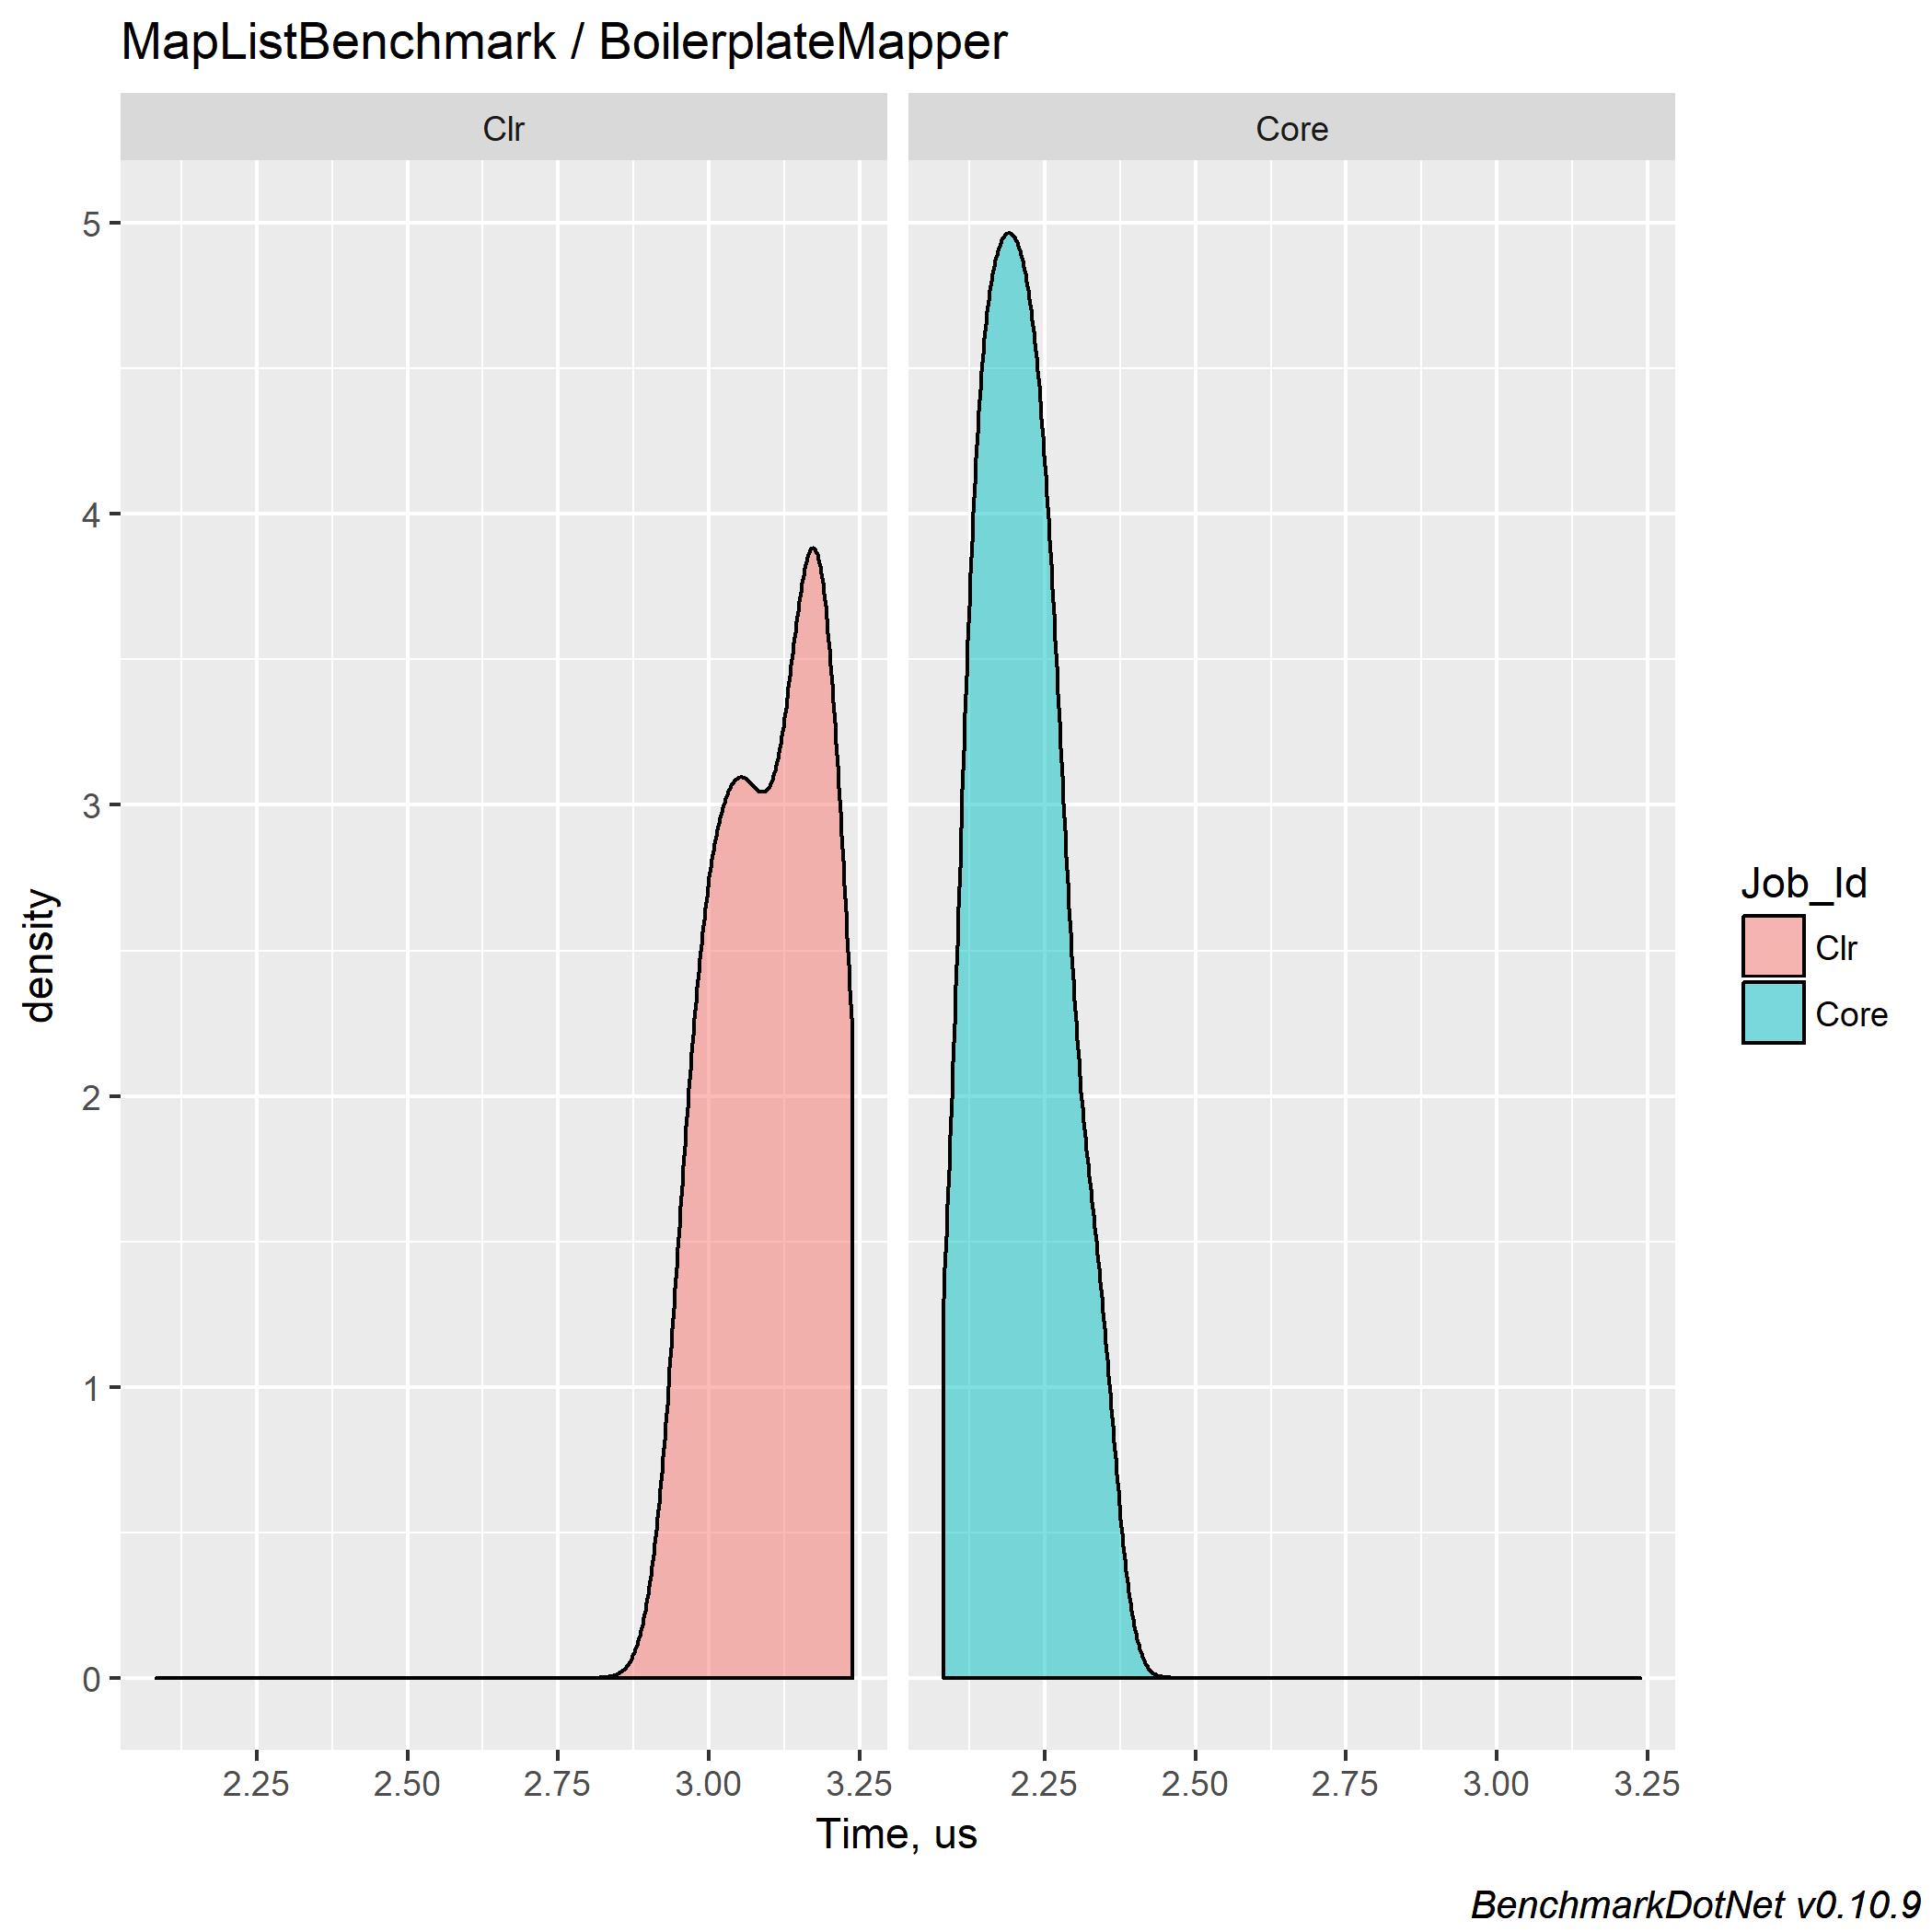 MapListBenchmark / BoilerplateMapper
Clr
Core
5
4
3
2
1
0
density
2.25 2.50 2.75 3.00 3.25 2.25 2.50 2.75 3.00 3.25
Time, us
Job_Id
Clr
Core
BenchmarkDotNet v0.10.9